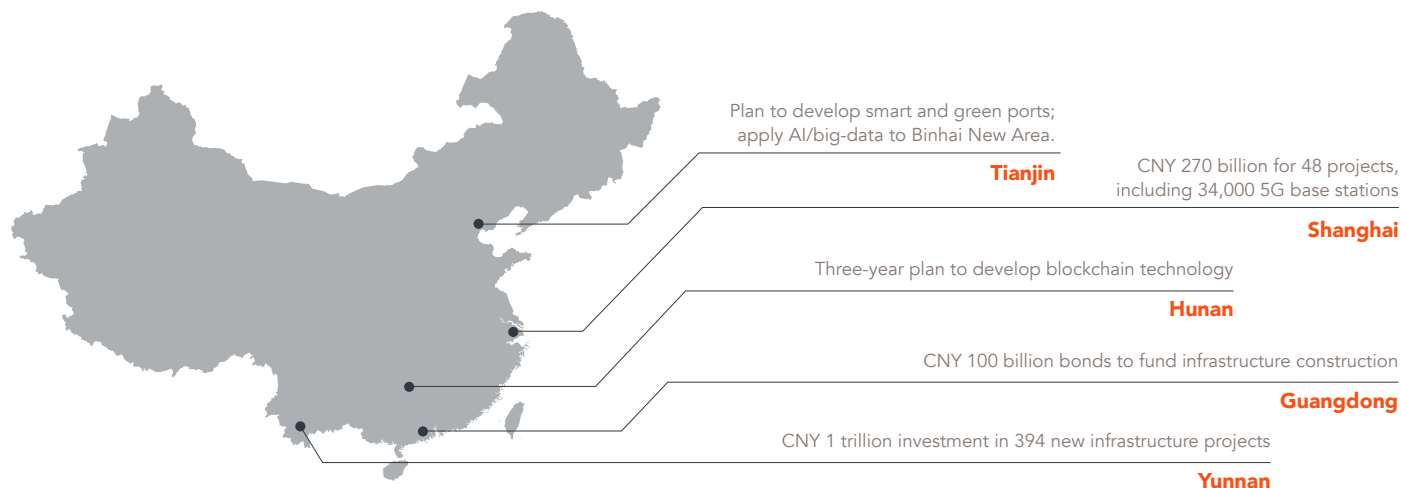 Plan to develop smart and green ports;
apply AI/big-data to Binhai New Area.
Tianjin
CNY 270 billion for 48 projects,
including 34,000 5G base stations
Shanghai
Three-year plan to develop blockchain technology
Hunan
CNY 100 billion bonds to fund infrastructure construction
Guangdong
CNY 1 trillion investment in 394 new infrastructure projects
Yunnan